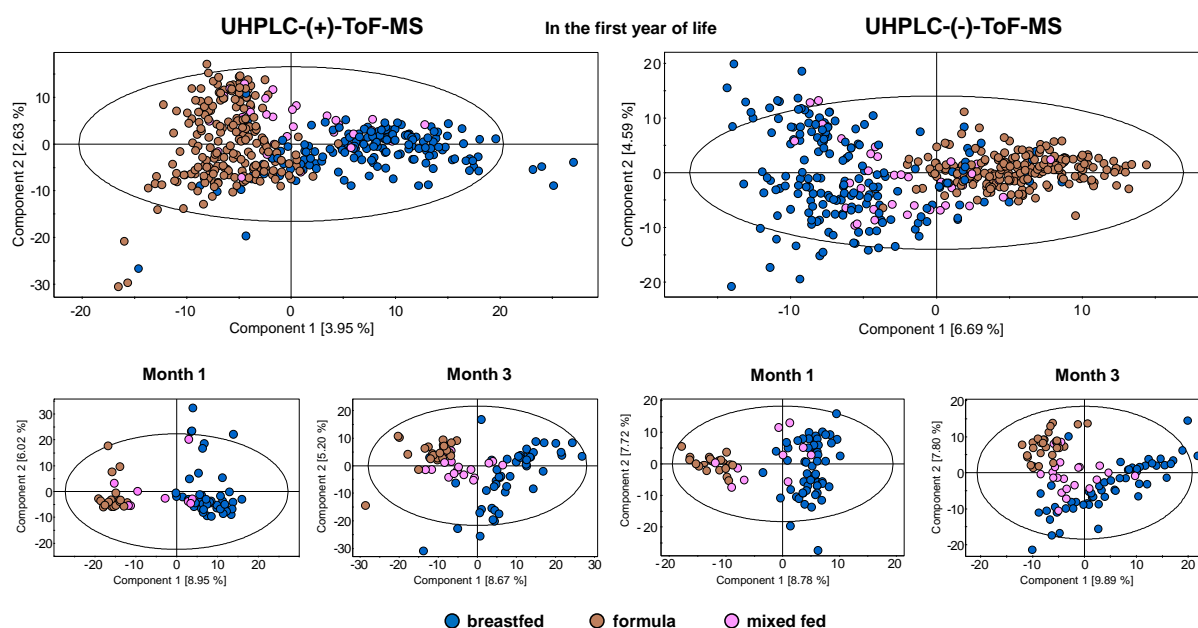 UHPLC-(+)-ToF-MS In the first year of life UHPLC-(-)-ToF-MS
Component 2 [2.63 %]
10
0
-10
-20
-30
-20 -10 0 10 20
Component 1 [3.95 %]
Component 2 [4.59 %]
20
10
0
-10
-20
-10 0 10
Component 1 [6.69 %]
Month 1
Component 2 [6.02 %]
30
20
10
0
-10
-20
-20 -10 0 10 20
Component 1 [8.95 %]
Month 3
Component 2 [5.20 %]
20
10
0
-10
-20
-30
-30 -20 -10 0 10 20 30
Component 1 [8.67 %]
Month 1
Component 2 [7.72 %]
20
10
0
-10
-20
-20 -10 0 10 20
Component 1 [8.78 %]
Month 3
Component 2 [7.80 %]
20
10
0
-10
-20
-20 -10 0 10 20
Component 1 [9.89 %]
breastfed formula mixed fed